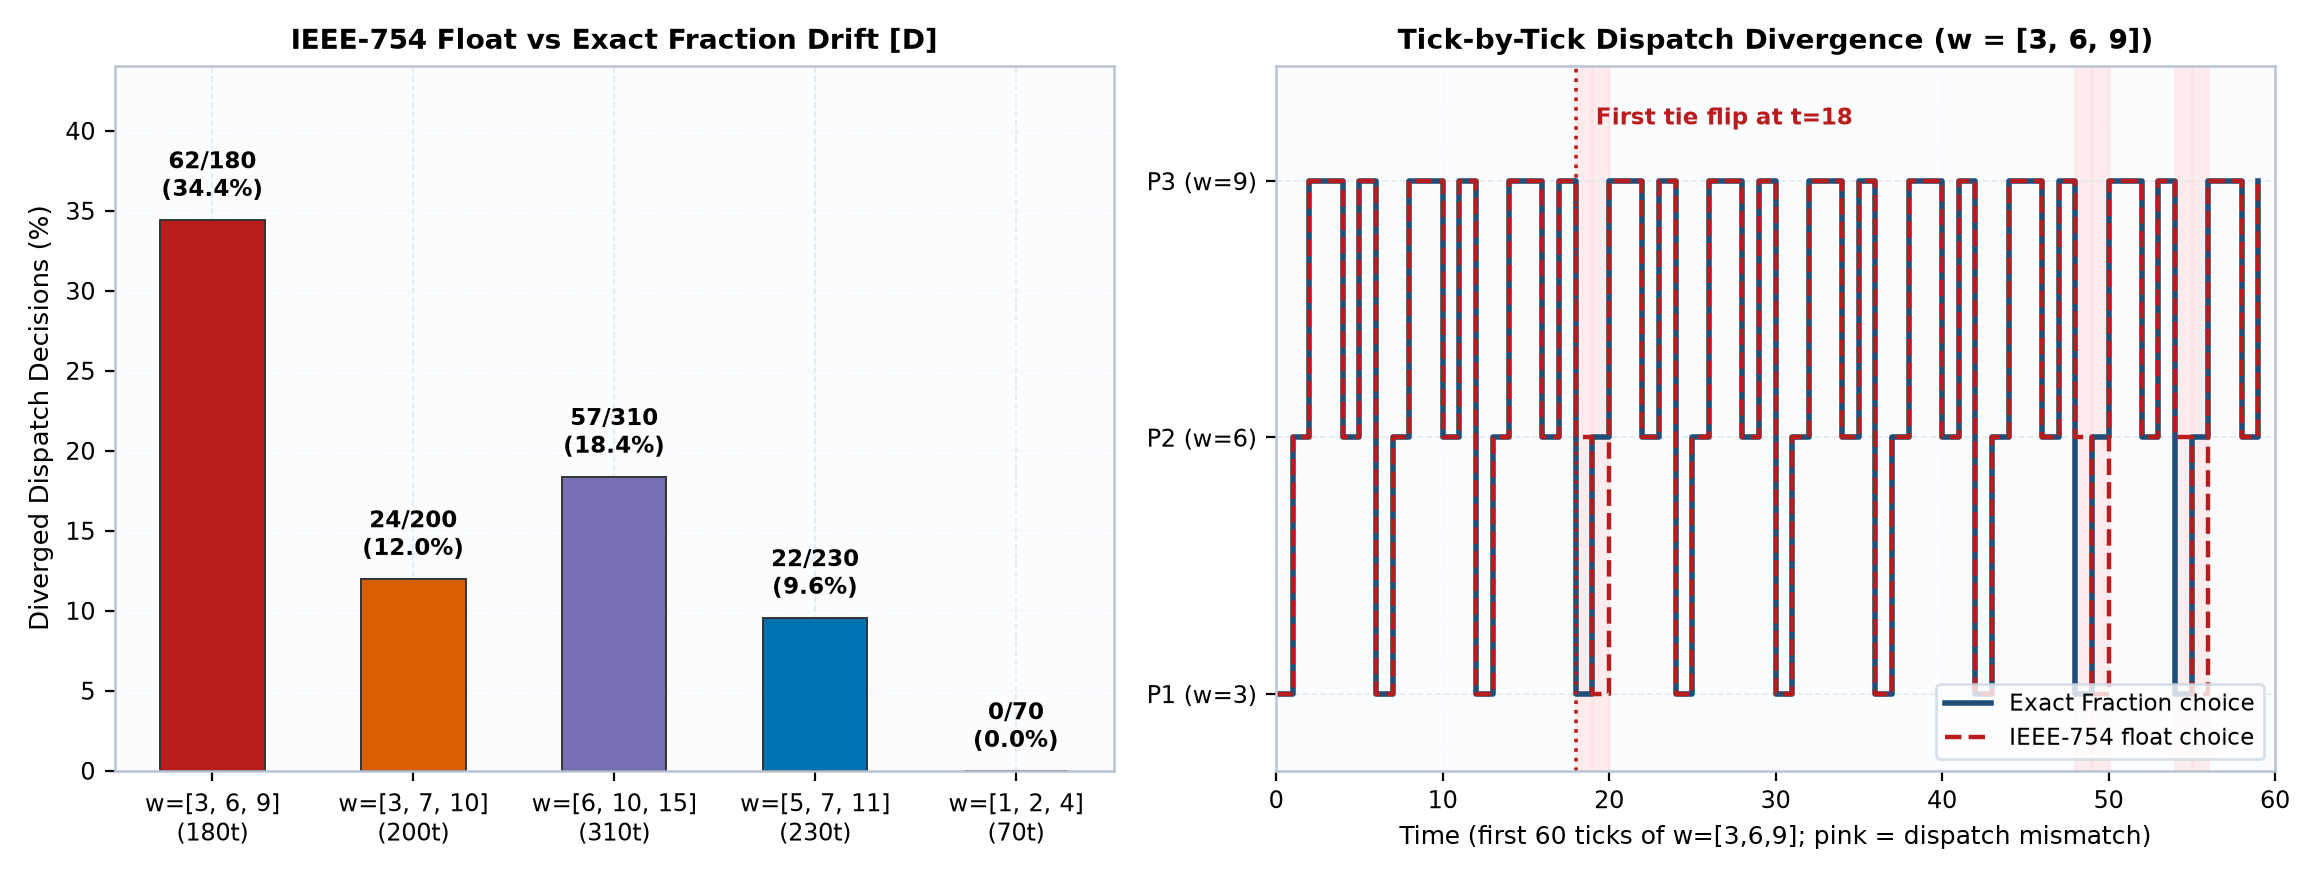 IEEE-754 Float vs Exact Fraction Drift [D]
Diverged Dispatch Decisions (%)
40
35
30
25
20
15
10
5
0
62/180
(34.4%)
24/200
(12.0%)
57/310
(18.4%)
22/230
(9.6%)
0/70
(0.0%)
w=[3, 6, 9]
(180t)
w=[3, 7, 10]
(200t)
w=[6, 10, 15]
(310t)
w=[5, 7, 11]
(230t)
w=[1, 2, 4]
(70t)
Tick-by-Tick Dispatch Divergence (w = [3, 6, 9])
First tie flip at t=18
P3 (w=9)
P2 (w=6)
P1 (w=3)
Exact Fraction choice
IEEE-754 float choice
0
10
20
30
40
50
60
Time (first 60 ticks of w=[3,6,9]; pink = dispatch mismatch)